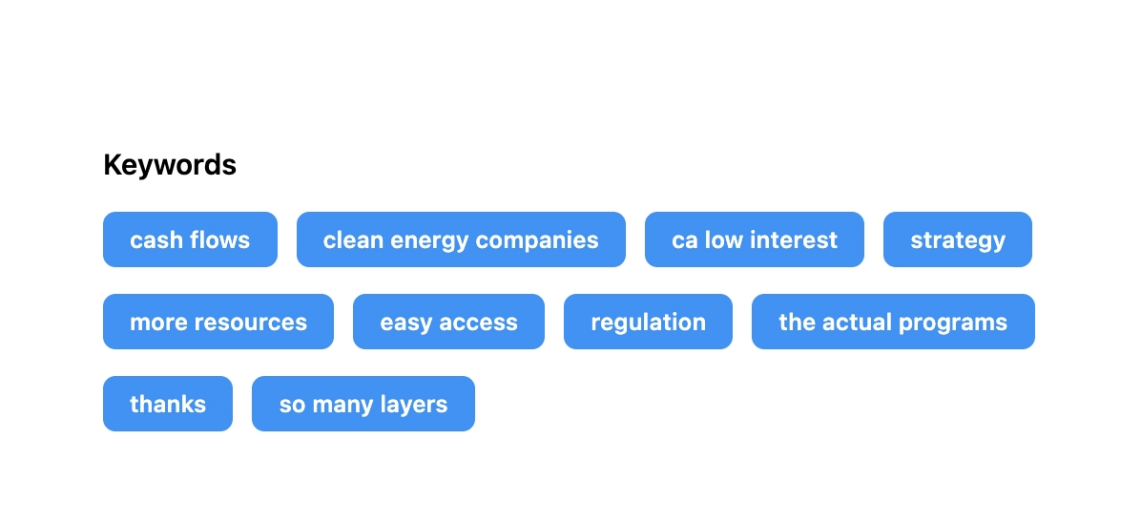 Keywords
cash flows clean energy companies ca low interest strategy
more resources easy access regulation the actual programs
thanks so many layers